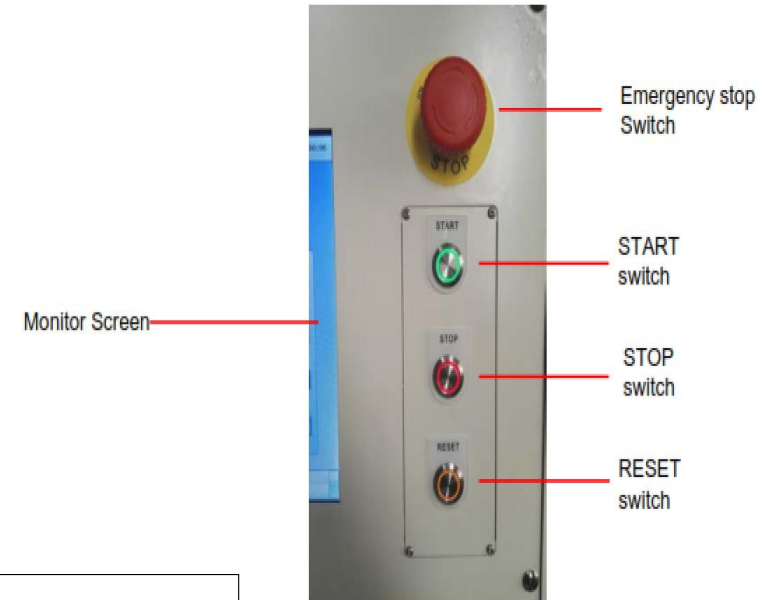 Emergency stop
Switch
STOP
START
START
switch
Monitor Screen
STOP
STOP
switch
RESET
RESET
switch